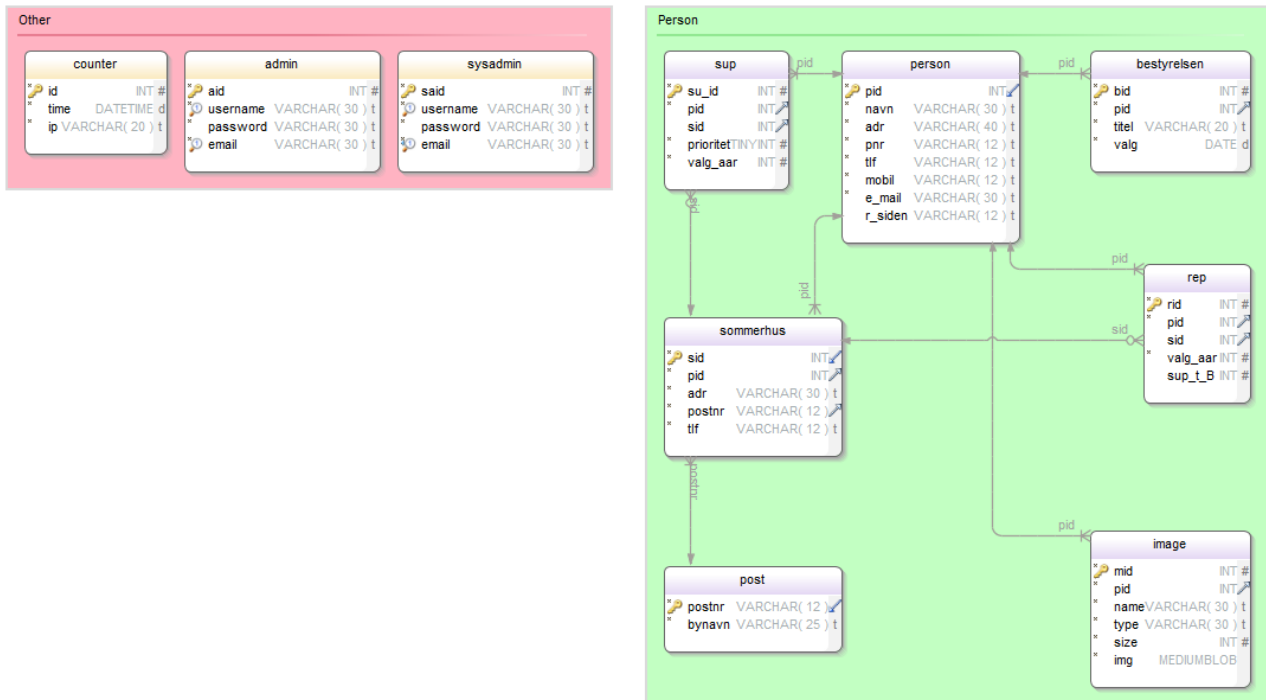 Other
counter
id INT #
time DATETIME d
ip VARCHAR( 20 ) t
admin
aid INT #
username VARCHAR( 30 ) t
password VARCHAR( 30 ) t
email VARCHAR( 30 ) t
sysadmin
said INT #
username VARCHAR( 30 ) t
password VARCHAR( 30 ) t
email VARCHAR( 30 ) t
Person
sup
su_id INT #
pid INT
sid INT
prioritet TINYINT #
valg_aar INT #
pid
person
pid INT
navn VARCHAR( 30 ) t
adr VARCHAR( 40 ) t
pnr VARCHAR( 12 ) t
tlf VARCHAR( 12 ) t
mobil VARCHAR( 12 ) t
e_mail VARCHAR( 30 ) t
r_siden VARCHAR( 12 ) t
pid
bestyrelsen
bid INT #
pid INT
titel VARCHAR( 20 ) t
valg DATE d
sid
pid
pid
rep
rid INT #
pid INT
sid INT
valg_aar INT #
sup_t_B INT #
sid
sommerhus
sid INT
pid INT
adr VARCHAR( 30 ) t
postnr VARCHAR( 12 )
tlf VARCHAR( 12 ) t
postnr
post
postnr VARCHAR( 12 )
bynavn VARCHAR( 25 ) t
pid
image
mid INT #
pid INT
name VARCHAR( 30 ) t
type VARCHAR( 30 ) t
size INT #
img MEDIUMBLOB